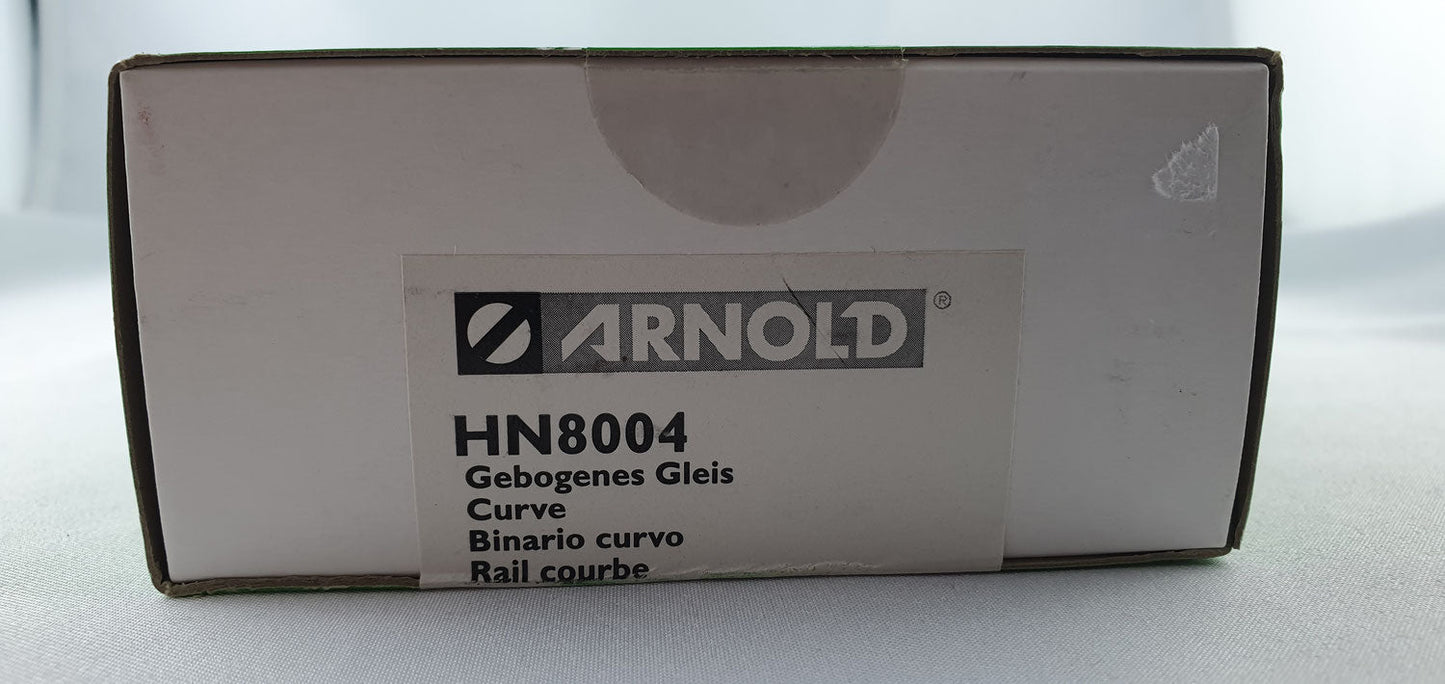 ARNOLD®
HN8004
Gebogenes Gleis
Curve
Binario curvo
Rail courbe